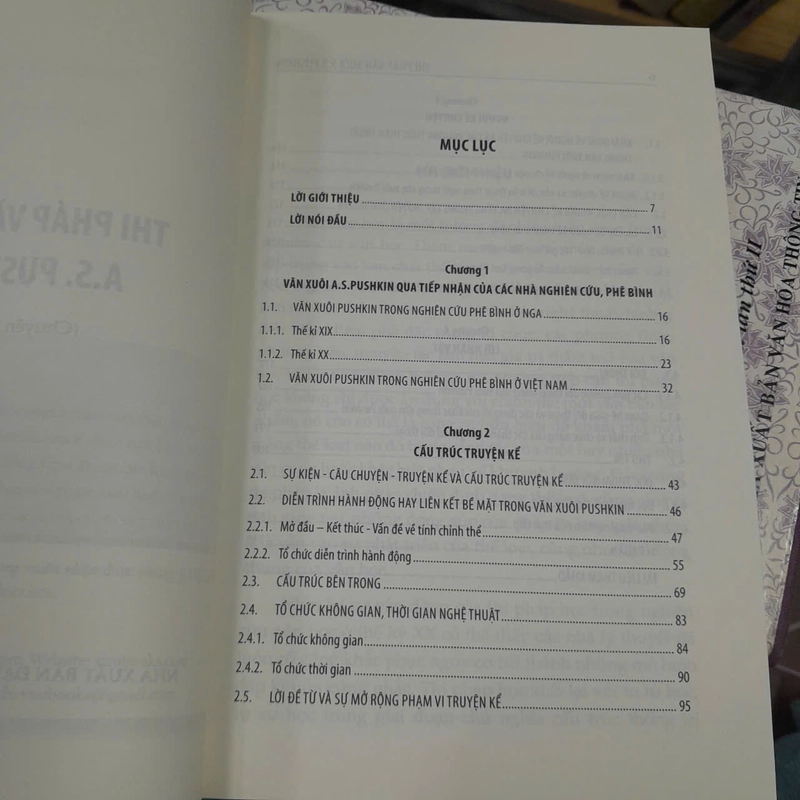 MỤC LỤC
LỜI GIỚI THIỆU ........ 7
LỜI NÓI ĐẦU ........ 11
Chương 1
VĂN XUÔI A.S.PUSHKIN QUA TIẾP NHẬN CỦA CÁC NHÀ NGHIÊN CỨU, PHÊ BÌNH
1.1. VĂN XUÔI PUSHKIN TRONG NGHIÊN CỨU PHÊ BÌNH Ở NGA ........ 16
1.1.1. Thế kỉ XIX ........ 16
1.1.2. Thế kỉ XX ........ 23
1.2. VĂN XUÔI PUSHKIN TRONG NGHIÊN CỨU PHÊ BÌNH Ở VIỆT NAM ........ 32
Chương 2
CẤU TRÚC TRUYỆN KỂ
2.1. SỰ KIỆN - CÂU CHUYỆN - TRUYỆN KỂ VÀ CẤU TRÚC TRUYỆN KỂ ........ 43
2.2. DIỄN TRÌNH HÀNH ĐỘNG HAY LIÊN KẾT BỀ MẶT TRONG VĂN XUÔI PUSHKIN ........ 46
2.2.1. Mở đầu – Kết thúc - Vấn đề về tính chỉnh thể ........ 47
2.2.2. Tổ chức diễn trình hành động ........ 55
2.3. CẤU TRÚC BÊN TRONG ........ 69
2.4. TỔ CHỨC KHÔNG GIAN, THỜI GIAN NGHỆ THUẬT ........ 83
2.4.1. Tổ chức không gian ........ 84
2.4.2. Tổ chức thời gian ........ 90
2.5. LỜI ĐỀ TỪ VÀ SỰ MỞ RỘNG PHẠM VI TRUYỆN KỂ ........ 95
lần thứ II
XUẤT BẢN VĂN HÓA THÔNG